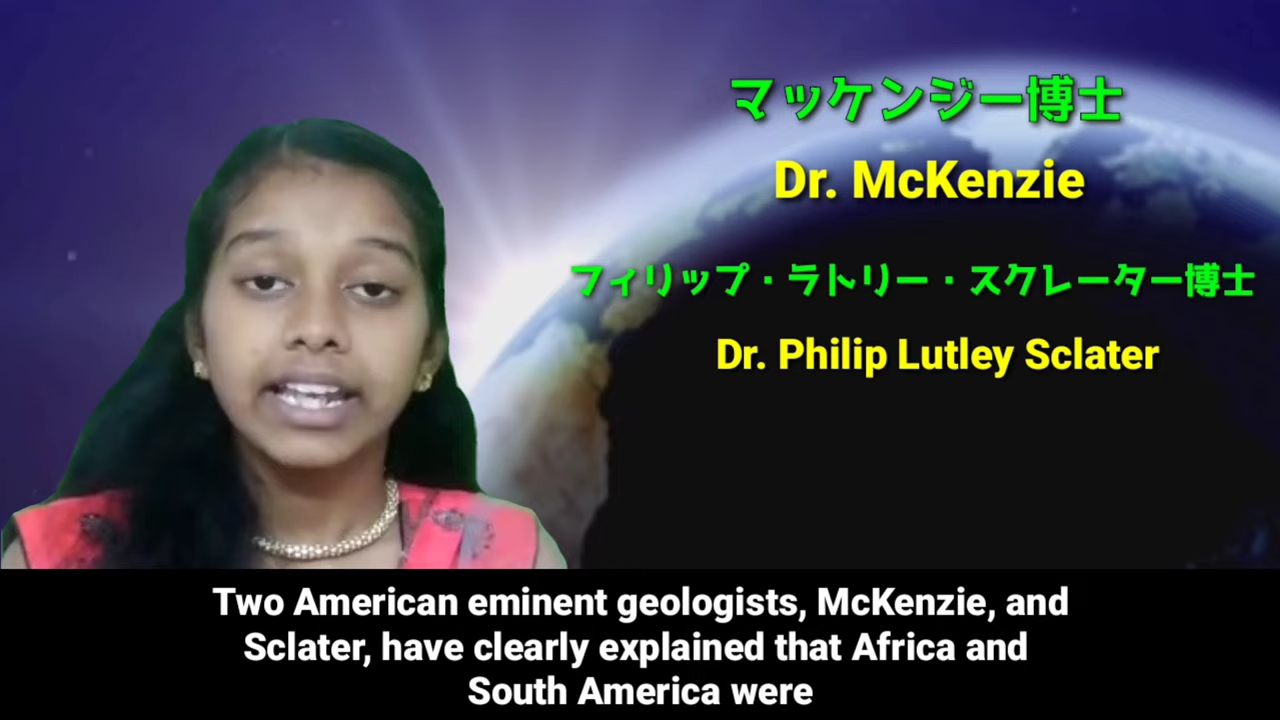 マッケンジー博士
Dr. McKenzie
フィリップ・ラトリー・スクレーター博士
Dr. Philip Lutley Sclater
Two American eminent geologists, McKenzie, and
Sclater, have clearly explained that Africa and
South America were